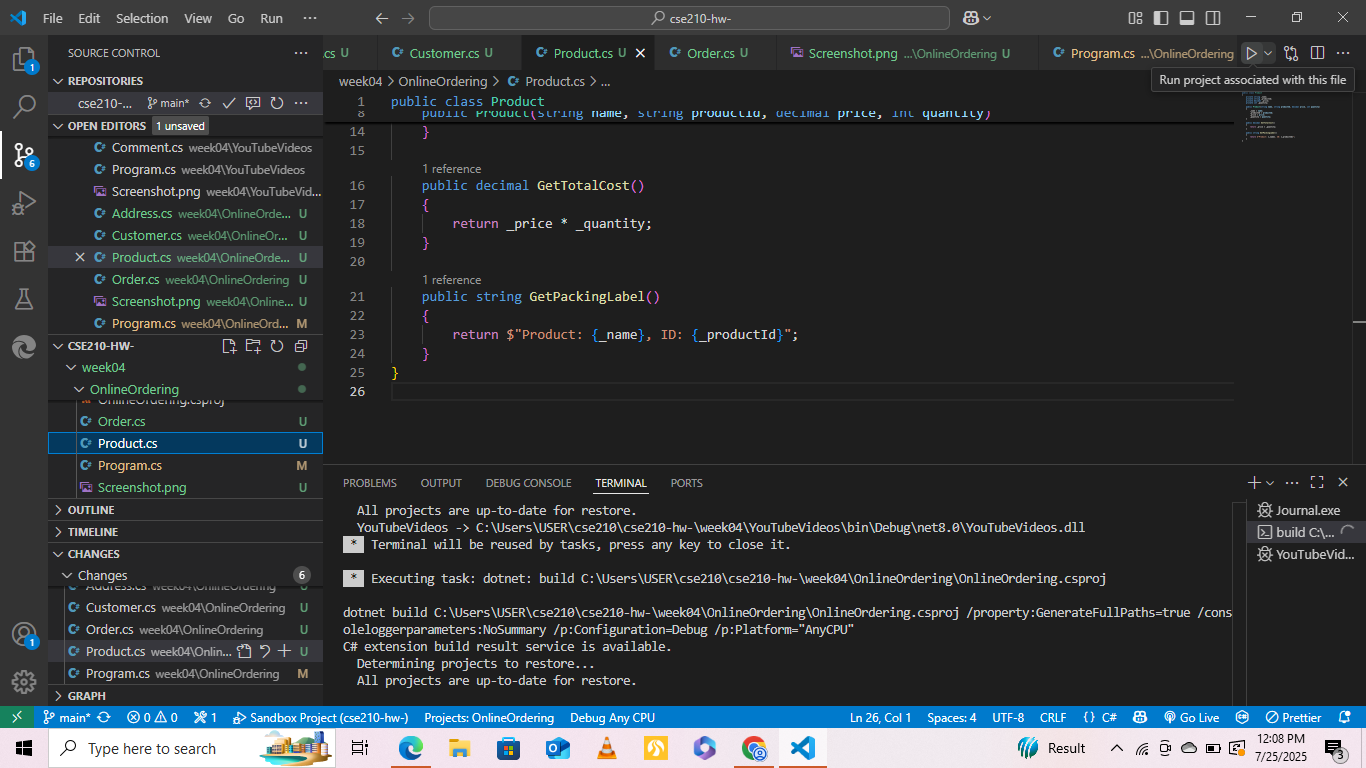 File Edit Selection View Go Run ···
cse210-hw-
SOURCE CONTROL
REPOSITORIES
cse210-... main*
OPEN EDITORS 1 unsaved
Comment.cs week04\YouTubeVideos
Program.cs week04\YouTubeVideos
Screenshot.png week04\YouTubeVid...
Address.cs week04\OnlineOrde... U
Customer.cs week04\OnlineOr... U
Product.cs week04\OnlineOrde... U
Order.cs week04\OnlineOrdering U
Screenshot.png week04\Online... U
Program.cs week04\OnlineOrd... M
CSE210-HW-
week04
OnlineOrdering
OnlineOrdering.csproj
Order.cs U
Product.cs U
Program.cs M
Screenshot.png U
OUTLINE
TIMELINE
CHANGES
Changes 6
Address.cs week04\OnlineOrdering
Customer.cs week04\OnlineOrdering U
Order.cs week04\OnlineOrdering U
Product.cs week04\Onlin... U
Program.cs week04\OnlineOrdering M
GRAPH
.cs U Customer.cs U Product.cs U Order.cs U Screenshot.png ...\OnlineOrdering U Program.cs ...\OnlineOrdering
Run project associated with this file
week04 > OnlineOrdering > Product.cs > ...
1 public class Product
8 public Product(string name, string productId, decimal price, int quantity)
14 }
15
1 reference
16 public decimal GetTotalCost()
17 {
18 return _price * _quantity;
19 }
20
1 reference
21 public string GetPackingLabel()
22 {
23 return $"Product: {_name}, ID: {_productId}";
24 }
25 }
26
PROBLEMS OUTPUT DEBUG CONSOLE TERMINAL PORTS
All projects are up-to-date for restore.
YouTubeVideos -> C:\Users\USER\cse210\cse210-hw-\week04\YouTubeVideos\bin\Debug\net8.0\YouTubeVideos.dll
* Terminal will be reused by tasks, press any key to close it.
* Executing task: dotnet: build C:\Users\USER\cse210\cse210-hw-\week04\OnlineOrdering\OnlineOrdering.csproj
dotnet build C:\Users\USER\cse210\cse210-hw-\week04\OnlineOrdering\OnlineOrdering.csproj /property:GenerateFullPaths=true /cons
oleloggerparameters:NoSummary /p:Configuration=Debug /p:Platform="AnyCPU"
C# extension build result service is available.
Determining projects to restore...
All projects are up-to-date for restore.
Journal.exe
build C:\...
YouTubeVid...
1
6
1
main* 0 0 1 Sandbox Project (cse210-hw-) Projects: OnlineOrdering Debug Any CPU Ln 26, Col 1 Spaces: 4 UTF-8 CRLF {} C# Go Live Prettier
Type here to search
Result
12:08 PM
7/25/2025
3